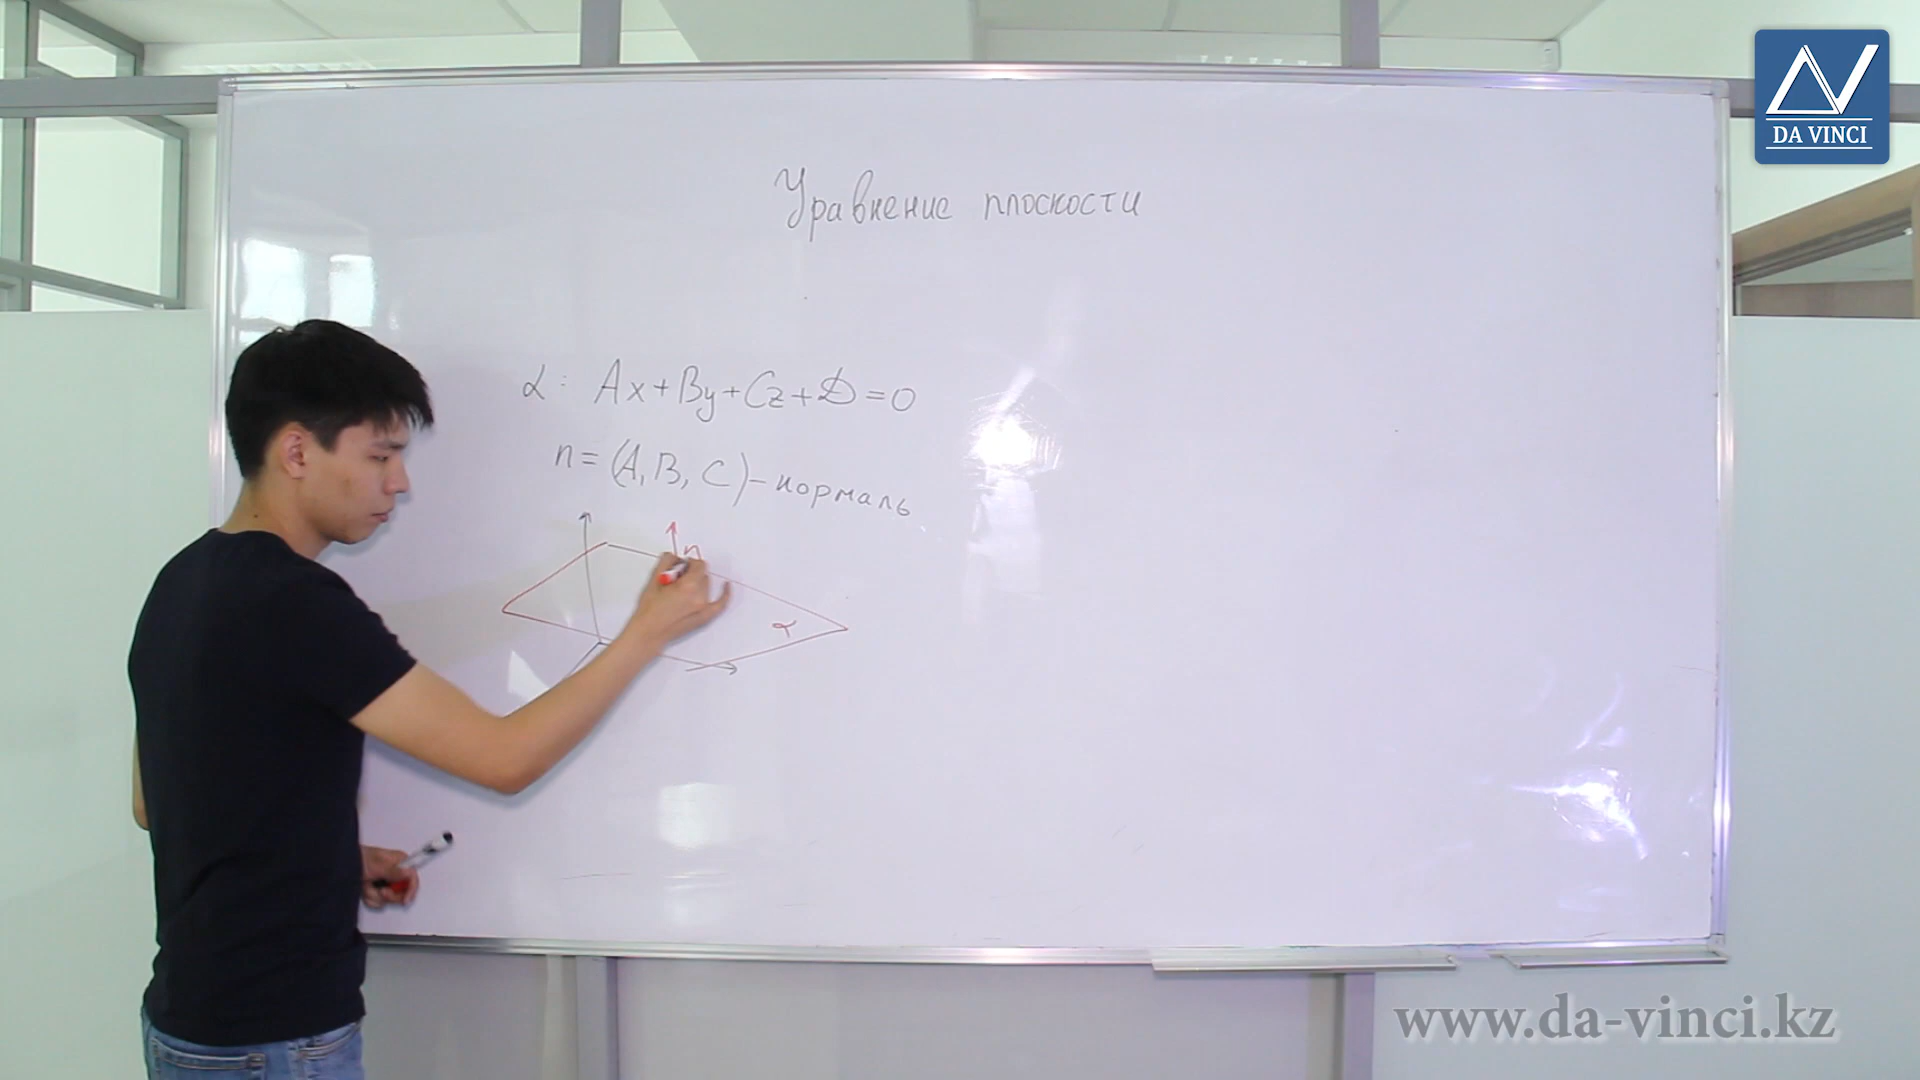 DA VINCI
Уравнение плоскости
α: Ax+By+Cz+D=0
n=(A, B, C)-нормаль
n
α
www.da-vinci.kz